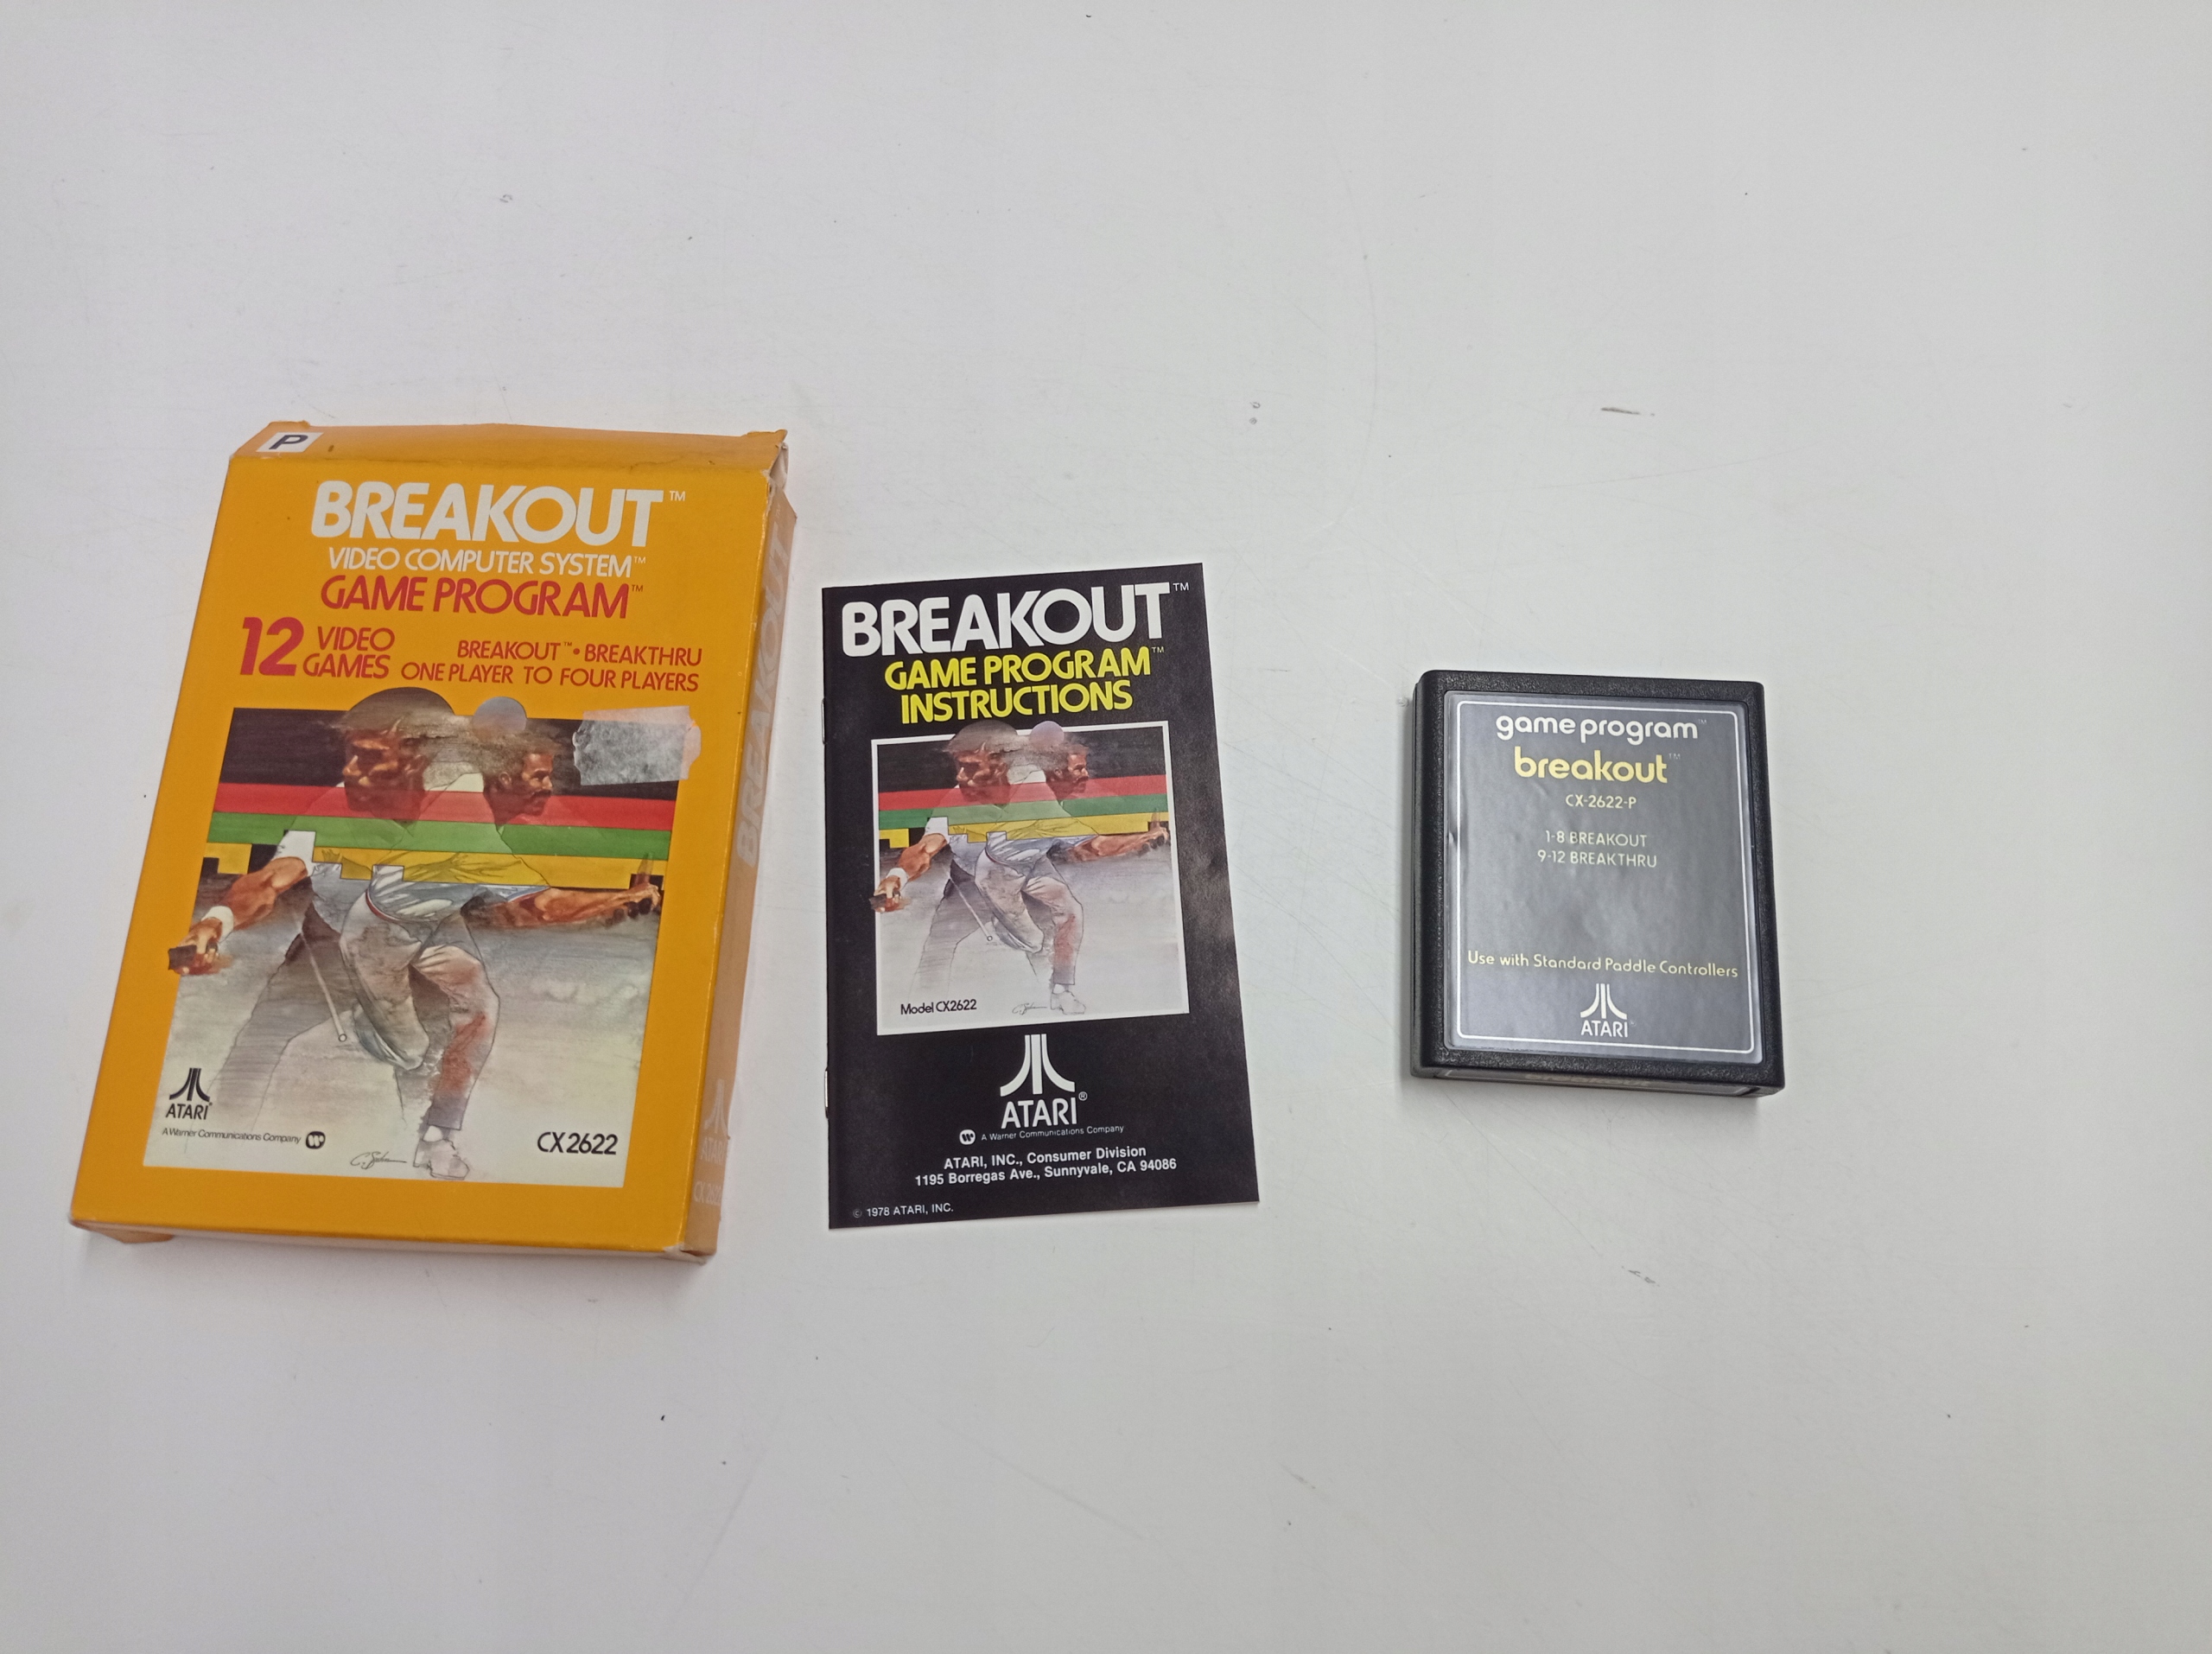 P
BREAKOUT™
VIDEO COMPUTER SYSTEM™
GAME PROGRAM™
12 VIDEO GAMES
BREAKOUT™ • BREAKTHRU
ONE PLAYER TO FOUR PLAYERS
ATARI®
A Warner Communications Company
CX2622
BREAKOUT
ATARI
CX2622
BREAKOUT™
GAME PROGRAM™
INSTRUCTIONS
Model CX2622
ATARI®
A Warner Communications Company
ATARI, INC., Consumer Division
1195 Borregas Ave., Sunnyvale, CA 94086
© 1978 ATARI, INC.
game program™
breakout™
CX-2622-P
1-8 BREAKOUT
9-12 BREAKTHRU
Use with Standard Paddle Controllers
ATARI®